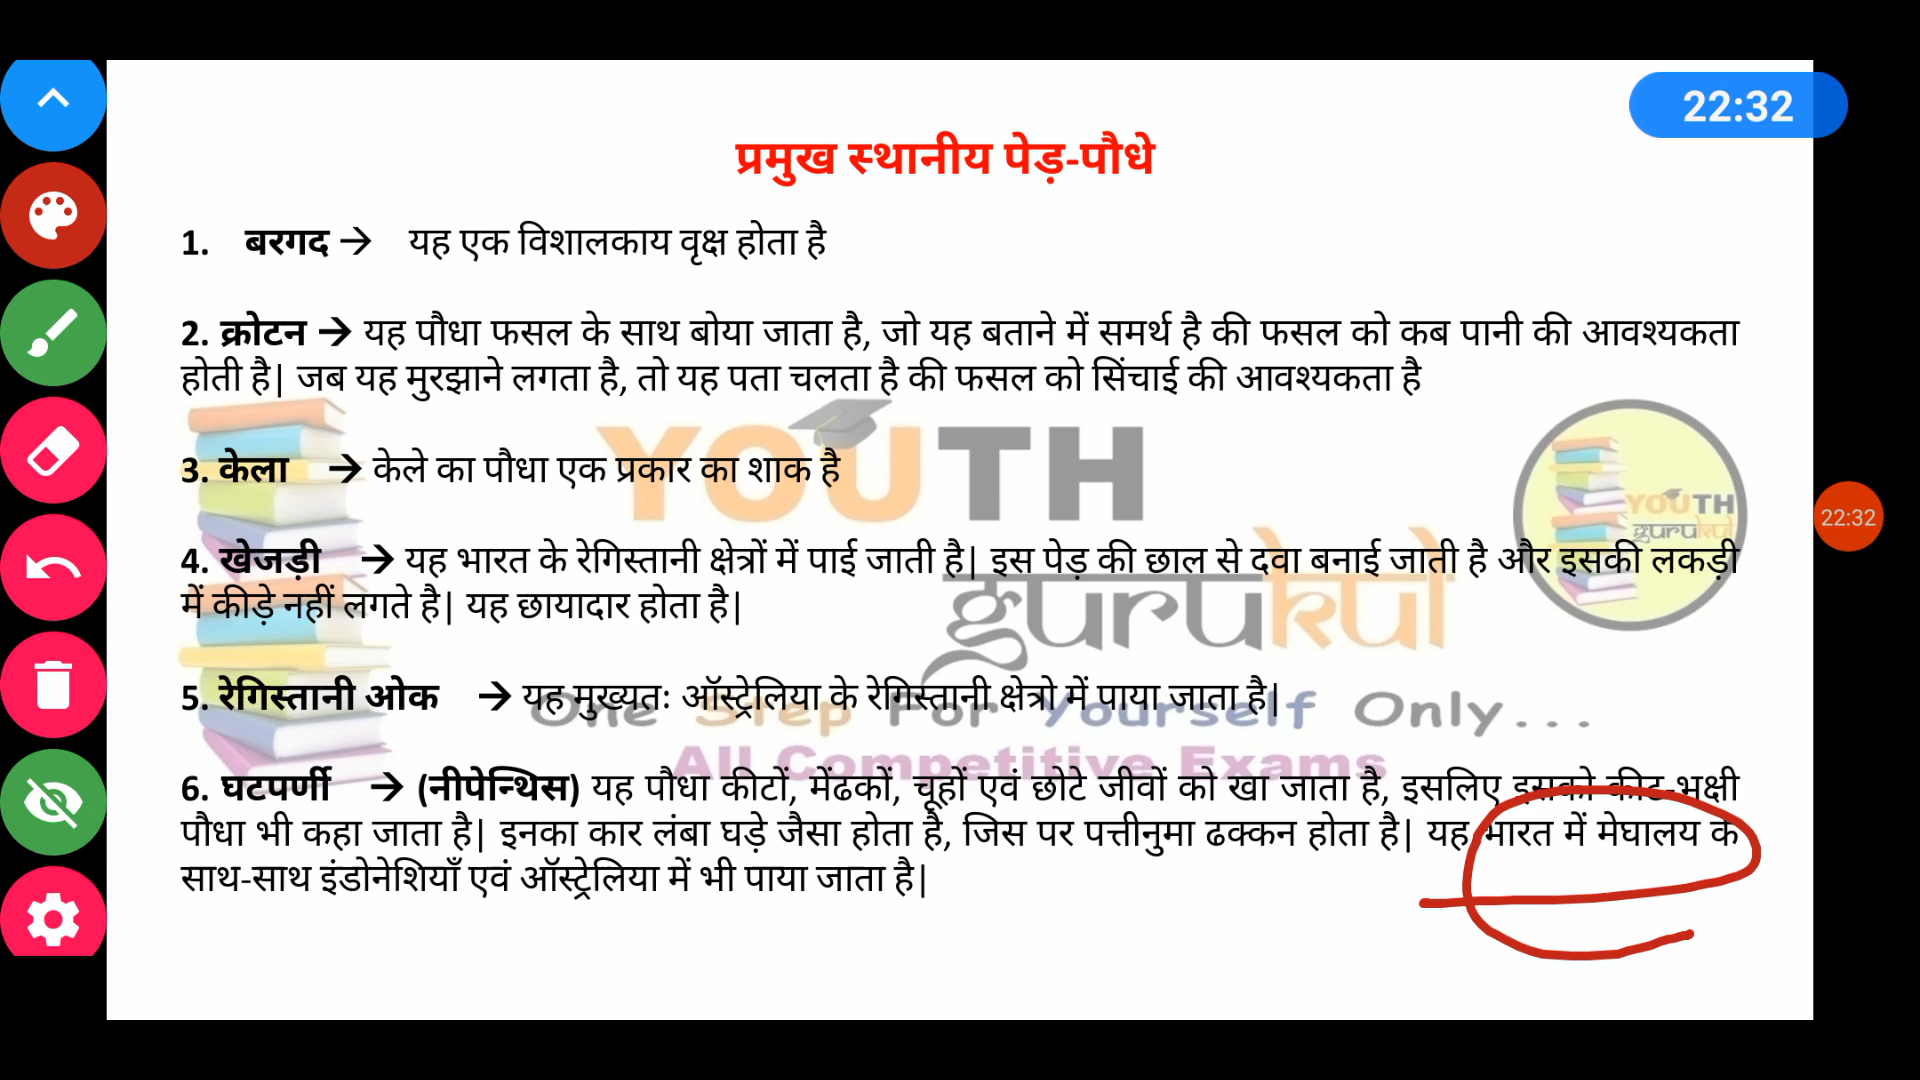 22:32
प्रमुख स्थानीय पेड़-पौधे
1. बरगद → यह एक विशालकाय वृक्ष होता है
2. क्रोटन → यह पौधा फसल के साथ बोया जाता है, जो यह बताने में समर्थ है की फसल को कब पानी की आवश्यकता
होती है| जब यह मुरझाने लगता है, तो यह पता चलता है की फसल को सिंचाई की आवश्यकता है
YOUTH
3. केला → केले का पौधा एक प्रकार का शाक है
YOUTH
gurukul
22:32
4. खेजड़ी → यह भारत के रेगिस्तानी क्षेत्रों में पाई जाती है| इस पेड़ की छाल से दवा बनाई जाती है और इसकी लकड़ी
में कीड़े नहीं लगते है| यह छायादार होता है|
gurukul
5. रेगिस्तानी ओक → यह मुख्यतः ऑस्ट्रेलिया के रेगिस्तानी क्षेत्रो में पाया जाता है|
One Step For Yourself Only...
All Competitive Exams
6. घटपर्णी → (नीपेन्थिस) यह पौधा कीटों, मेंढकों, चूहों एवं छोटे जीवों को खा जाता है, इसलिए इसको कीट-भक्षी
पौधा भी कहा जाता है| इनका कार लंबा घड़े जैसा होता है, जिस पर पत्तीनुमा ढक्कन होता है| यह भारत में मेघालय के
साथ-साथ इंडोनेशियाँ एवं ऑस्ट्रेलिया में भी पाया जाता है|